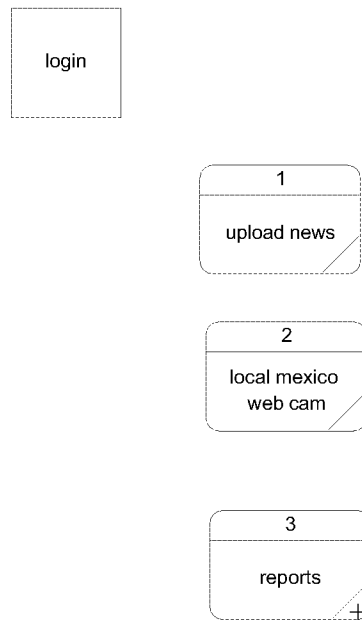 login
1
upload news
2
local mexico
web cam
3
reports